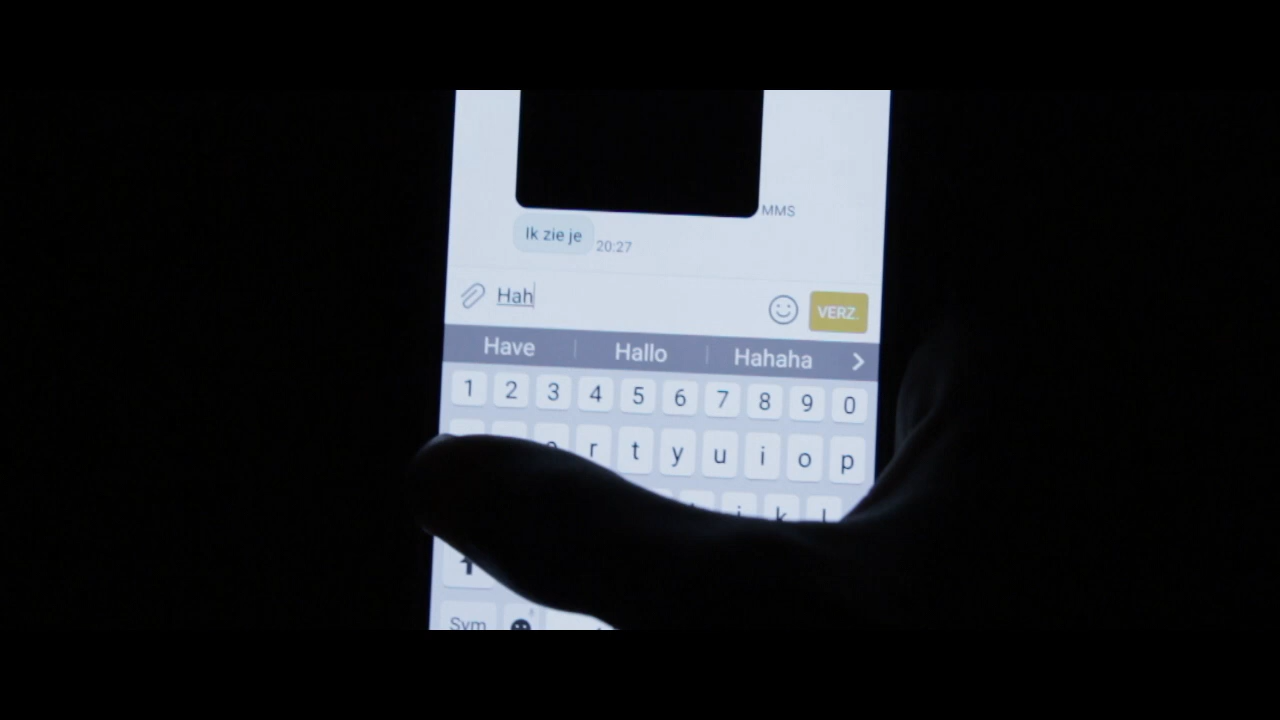 MMS
Ik zie je 20:27
Hah VERZ.
Have Hallo Hahaha
1 2 3 4 5 6 7 8 9 0
r t y u i o p
j k l
Sym